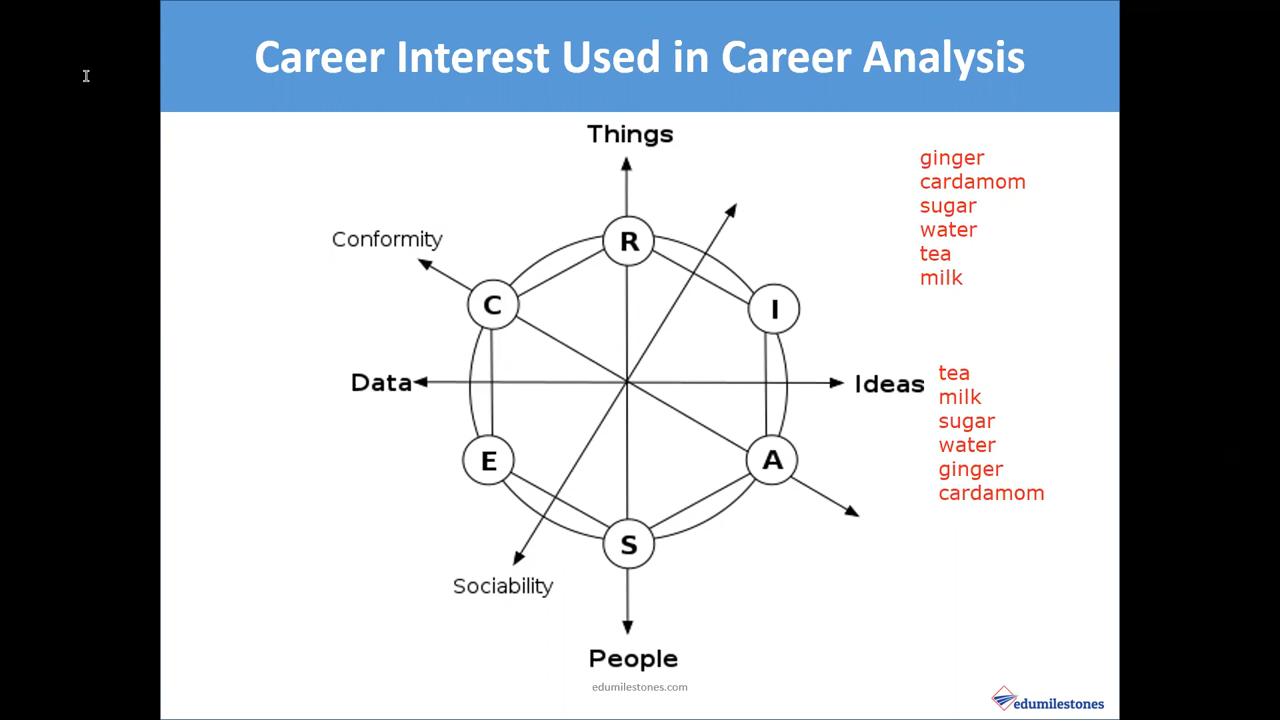 Career Interest Used in Career Analysis
Things
ginger
cardamom
sugar
water
tea
milk
Conformity
R
C
I
Data
Ideas
tea
milk
sugar
water
ginger
cardamom
E
A
S
Sociability
People
edumilestones.com
edumilestones